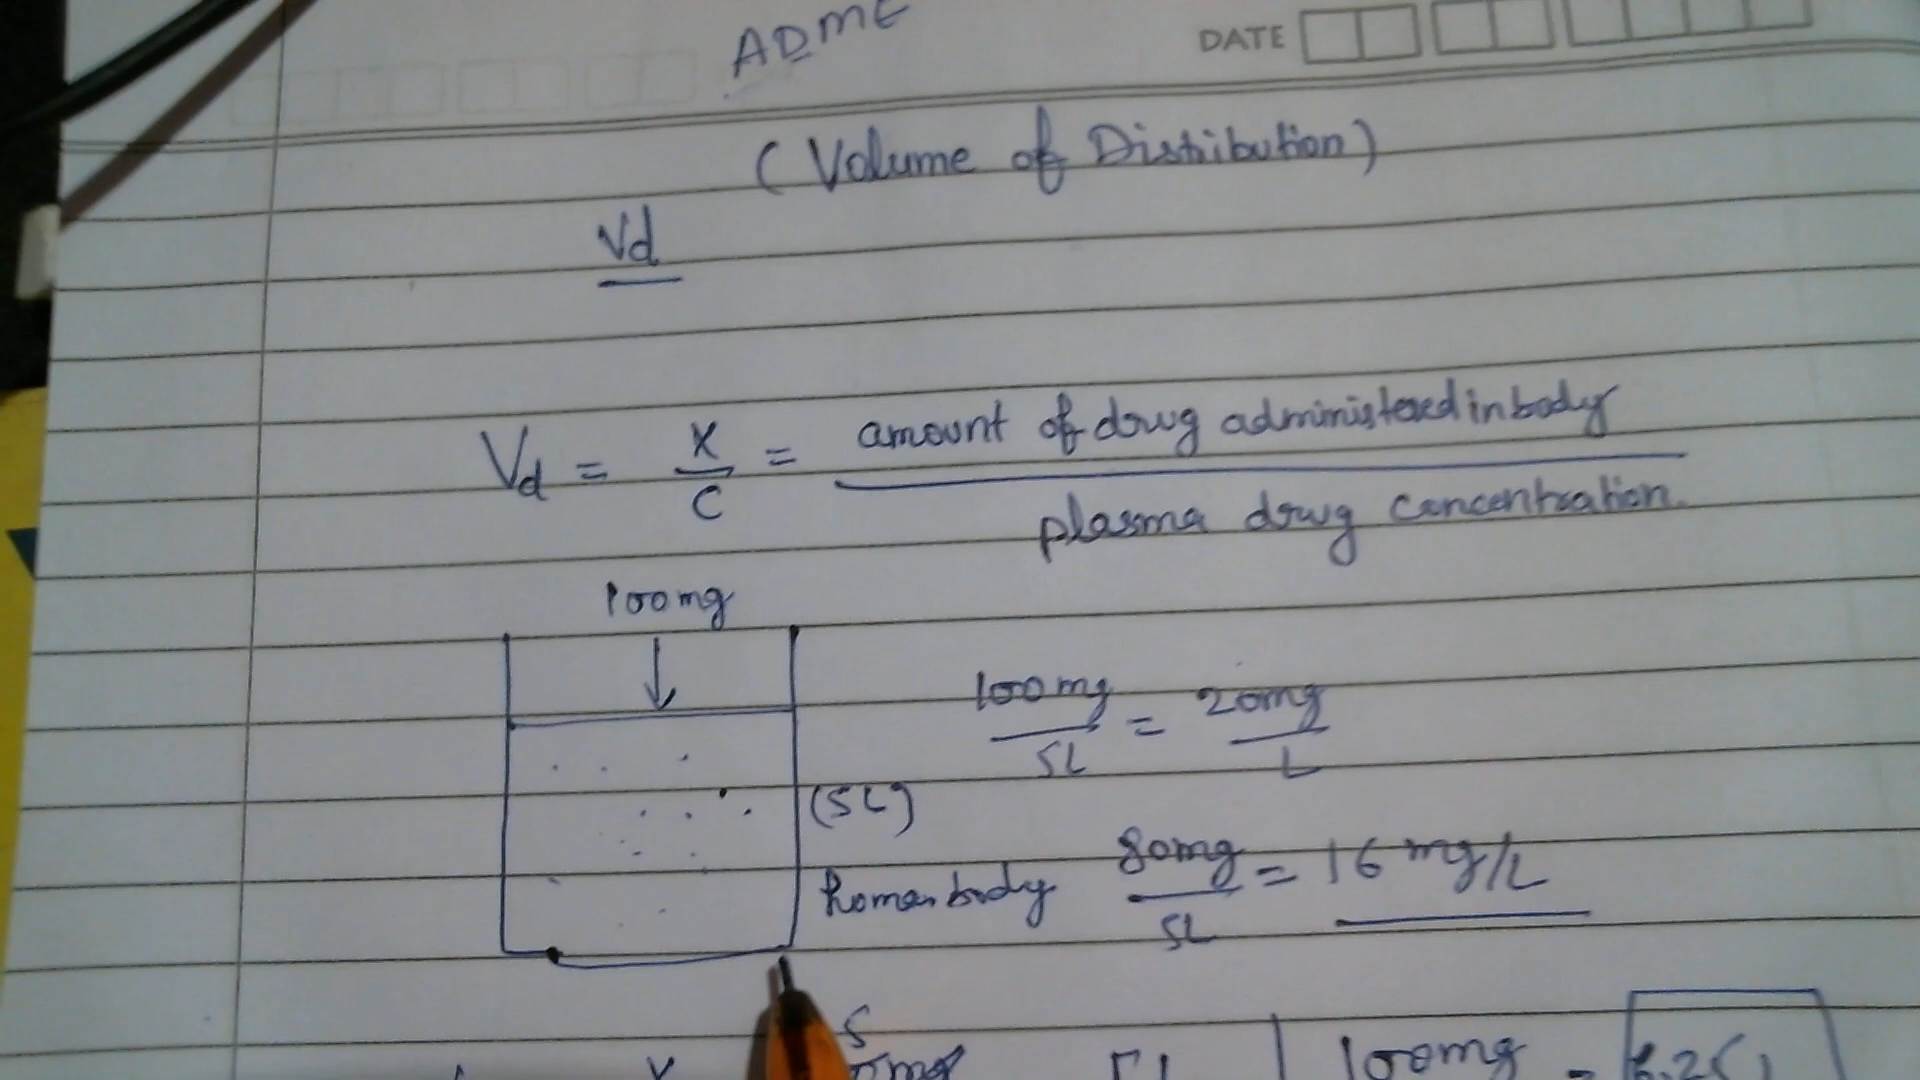 ADME
DATE
(Volume of Distribution)
Vd
Vd = X/C = amount of drug administered in body / plasma drug concentration.
100mg
100mg/5L = 20mg/L
(5L)
homan body 80mg/5L = 16 mg/L
100mg =